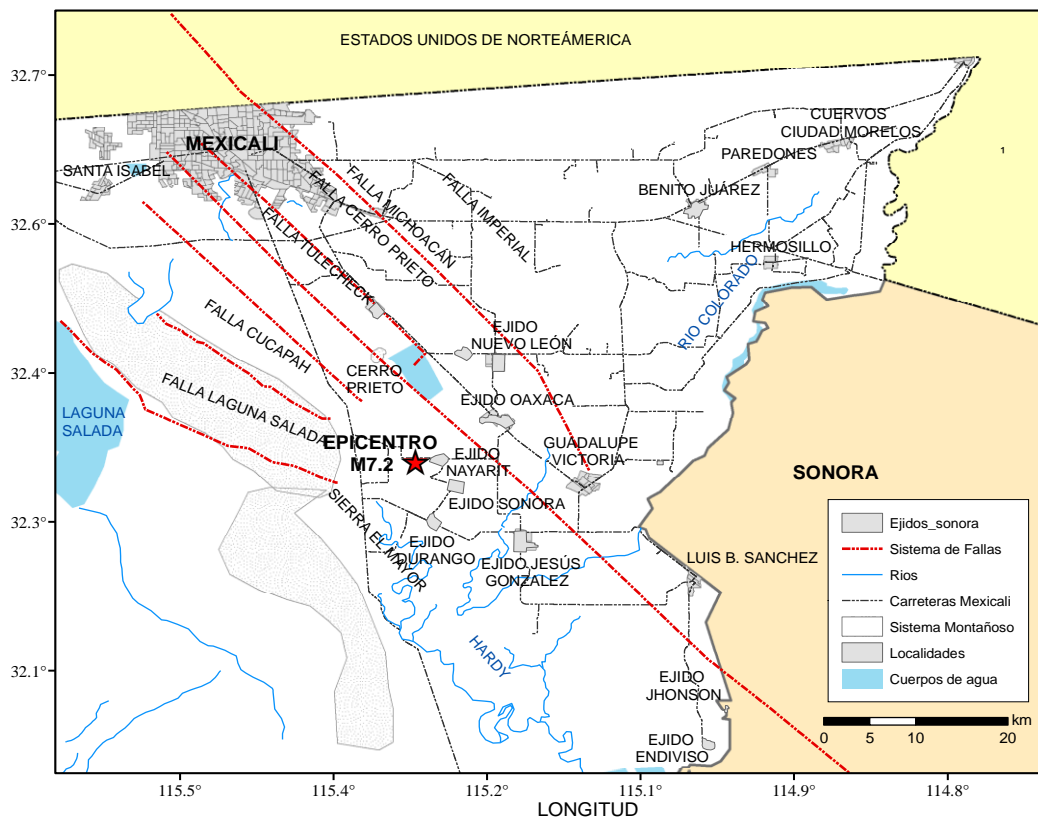 ESTADOS UNIDOS DE NORTEÁMERICA
32.7°
CUERVOS
CIUDAD MORELOS
MEXICALI
PAREDONES
1
SANTA ISABEL
BENITO JUÁREZ
FALLA MICHOACÁN
FALLA CERRO PRIETO
FALLA IMPERIAL
32.6°
FALLA TULECHECK
HERMOSILLO
RIO COLORADO
FALLA CUCAPAH
EJIDO
NUEVO LEÓN
32.4°
CERRO
PRIETO
FALLA LAGUNA SALADA
EJIDO OAXACA
LAGUNA
SALADA
EPICENTRO
M7.2
EJIDO
NAYARIT
GUADALUPE
VICTORIA
SONORA
SIERRA EL MAYOR
EJIDO SONORA
32.3°
EJIDO
DURANGO
EJIDO JESÚS
GONZALEZ
LUIS B. SANCHEZ
HARDY
32.1°
EJIDO
JHONSON
EJIDO
ENDIVISO
Ejidos_sonora
Sistema de Fallas
Rios
Carreteras Mexicali
Sistema Montañoso
Localidades
Cuerpos de agua
km
0 5 10 20
115.5° 115.4° 115.2° 115.1° 114.9° 114.8°
LONGITUD